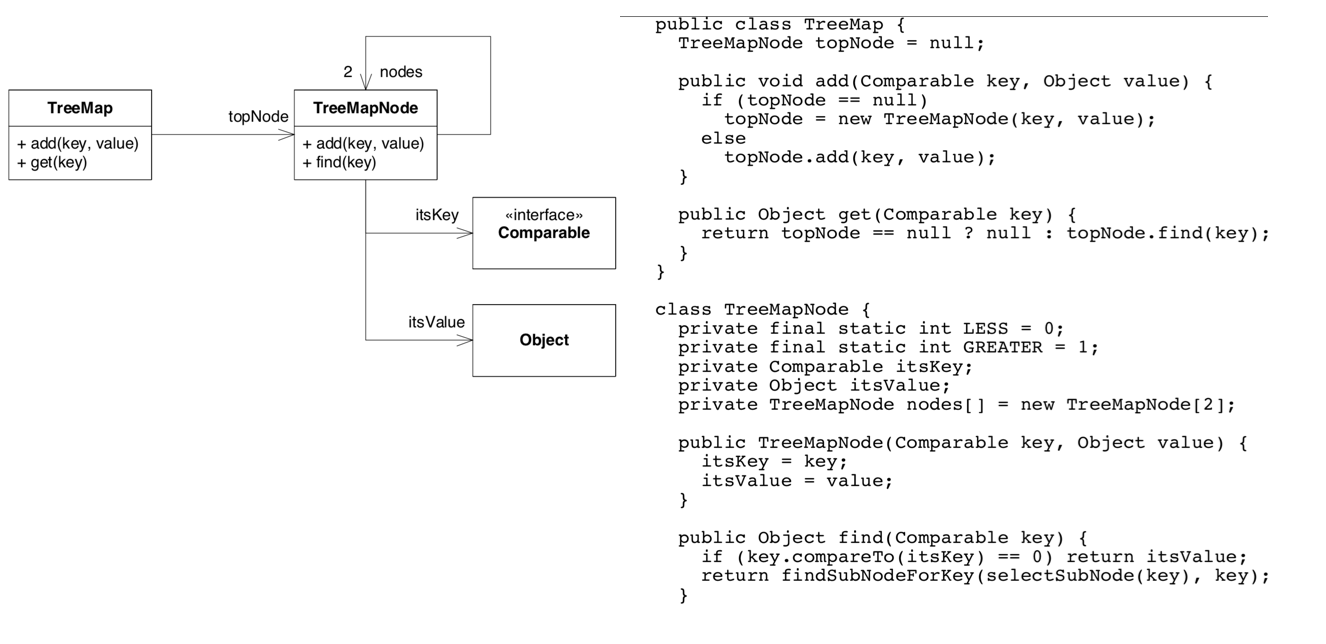 2 nodes
TreeMap
topNode
TreeMapNode
+ add(key, value)
+ get(key)
+ add(key, value)
+ find(key)
itsKey
«interface»
Comparable
itsValue
Object
public class TreeMap {
  TreeMapNode topNode = null;

  public void add(Comparable key, Object value) {
    if (topNode == null)
      topNode = new TreeMapNode(key, value);
    else
      topNode.add(key, value);
  }

  public Object get(Comparable key) {
    return topNode == null ? null : topNode.find(key);
  }
}

class TreeMapNode {
  private final static int LESS = 0;
  private final static int GREATER = 1;
  private Comparable itsKey;
  private Object itsValue;
  private TreeMapNode nodes[] = new TreeMapNode[2];

  public TreeMapNode(Comparable key, Object value) {
    itsKey = key;
    itsValue = value;
  }

  public Object find(Comparable key) {
    if (key.compareTo(itsKey) == 0) return itsValue;
    return findSubNodeForKey(selectSubNode(key), key);
  }